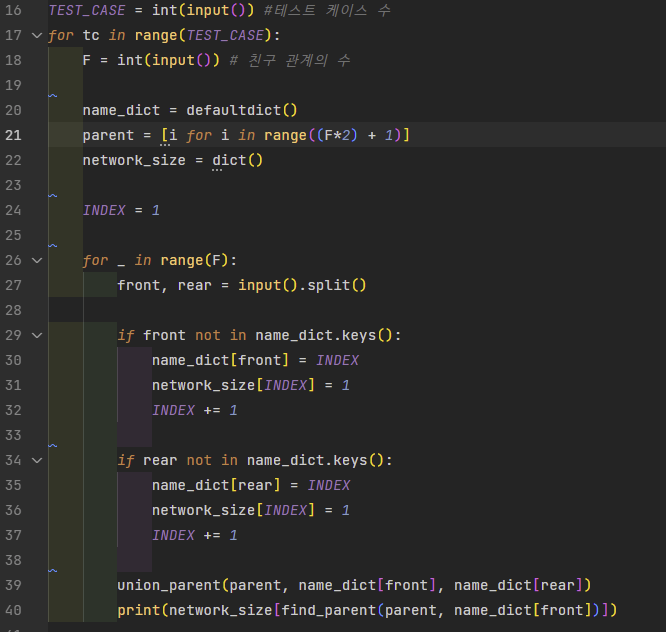 16 TEST_CASE = int(input()) #테스트 케이스 수
17 for tc in range(TEST_CASE):
18     F = int(input()) # 친구 관계의 수
19
20     name_dict = defaultdict()
21     parent = [i for i in range((F*2) + 1)]
22     network_size = dict()
23
24     INDEX = 1
25
26     for _ in range(F):
27         front, rear = input().split()
28
29         if front not in name_dict.keys():
30             name_dict[front] = INDEX
31             network_size[INDEX] = 1
32             INDEX += 1
33
34         if rear not in name_dict.keys():
35             name_dict[rear] = INDEX
36             network_size[INDEX] = 1
37             INDEX += 1
38
39         union_parent(parent, name_dict[front], name_dict[rear])
40         print(network_size[find_parent(parent, name_dict[front])])